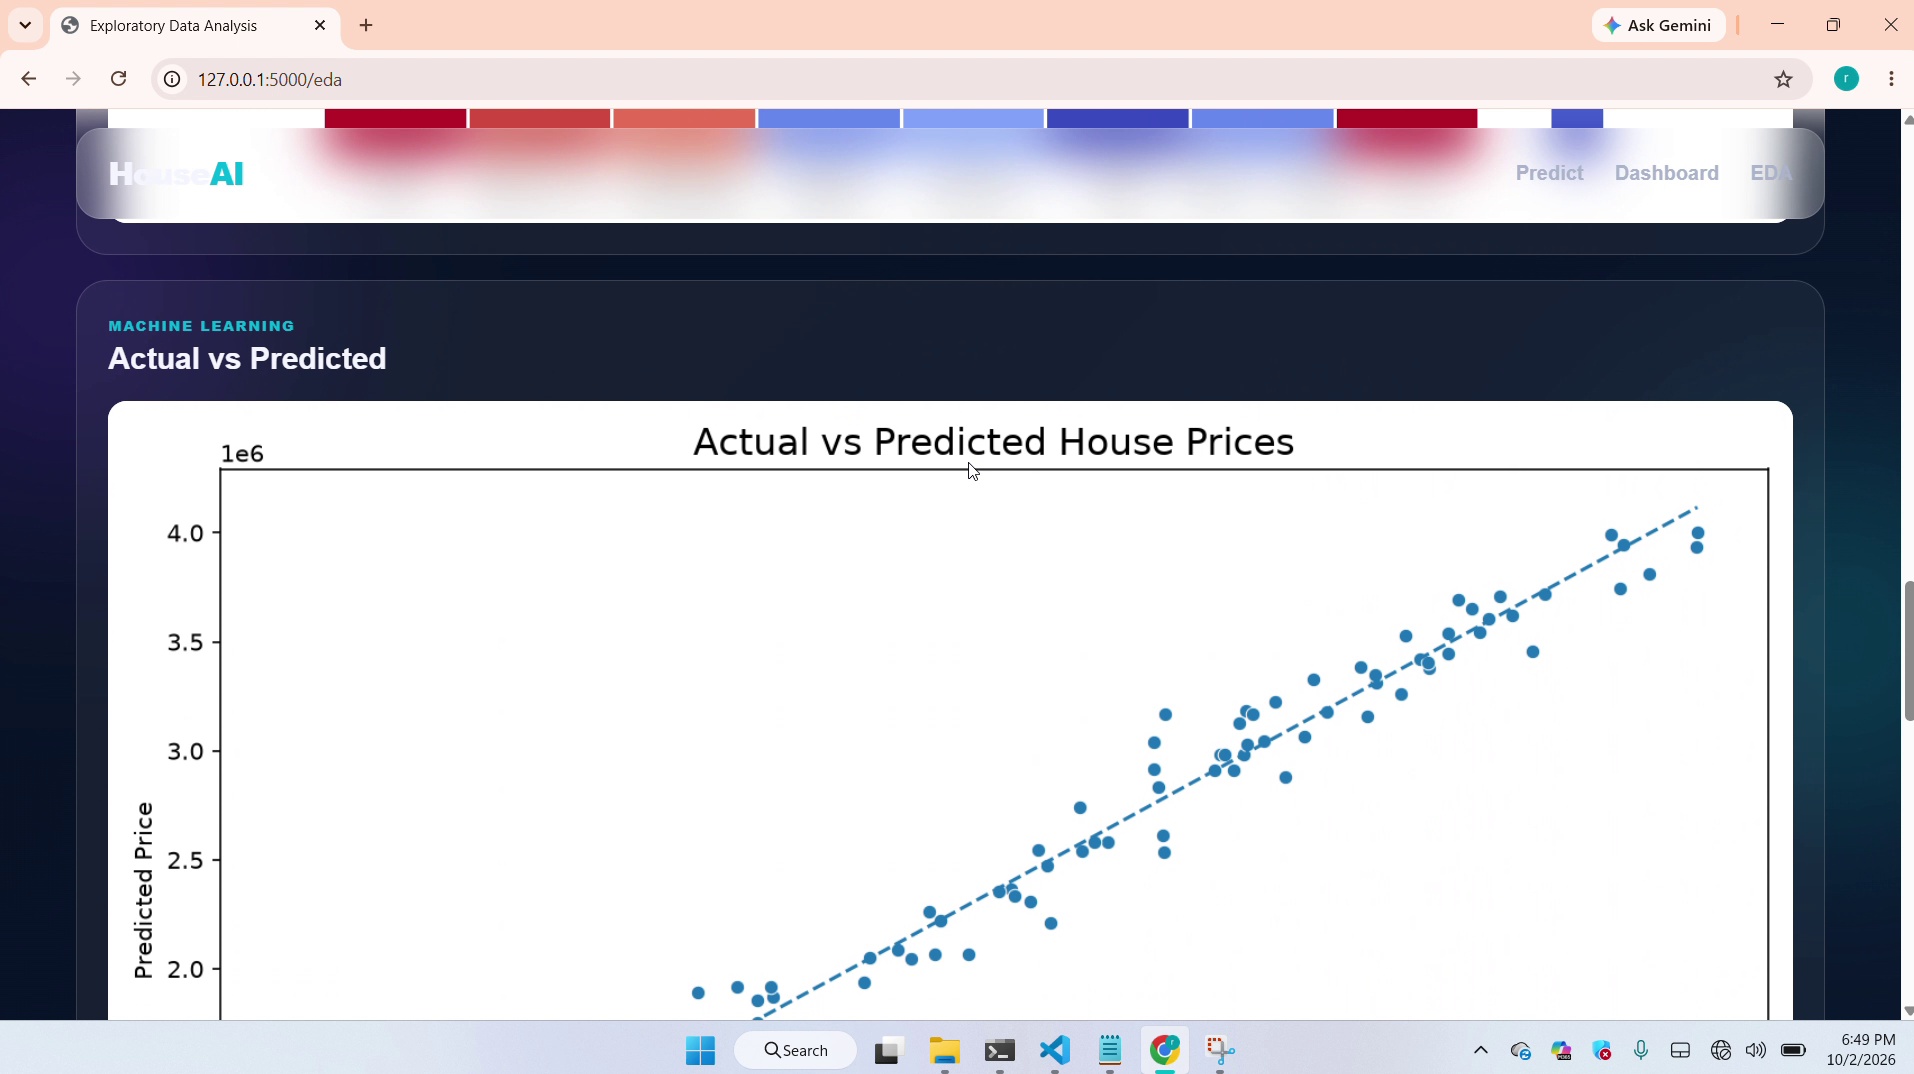 Exploratory Data Analysis
Ask Gemini
127.0.0.1:5000/eda
r
HouseAI
Predict Dashboard EDA
MACHINE LEARNING
Actual vs Predicted
Actual vs Predicted House Prices
1e6
4.0
3.5
3.0
2.5
2.0
Predicted Price
Search
6:49 PM
10/2/2026